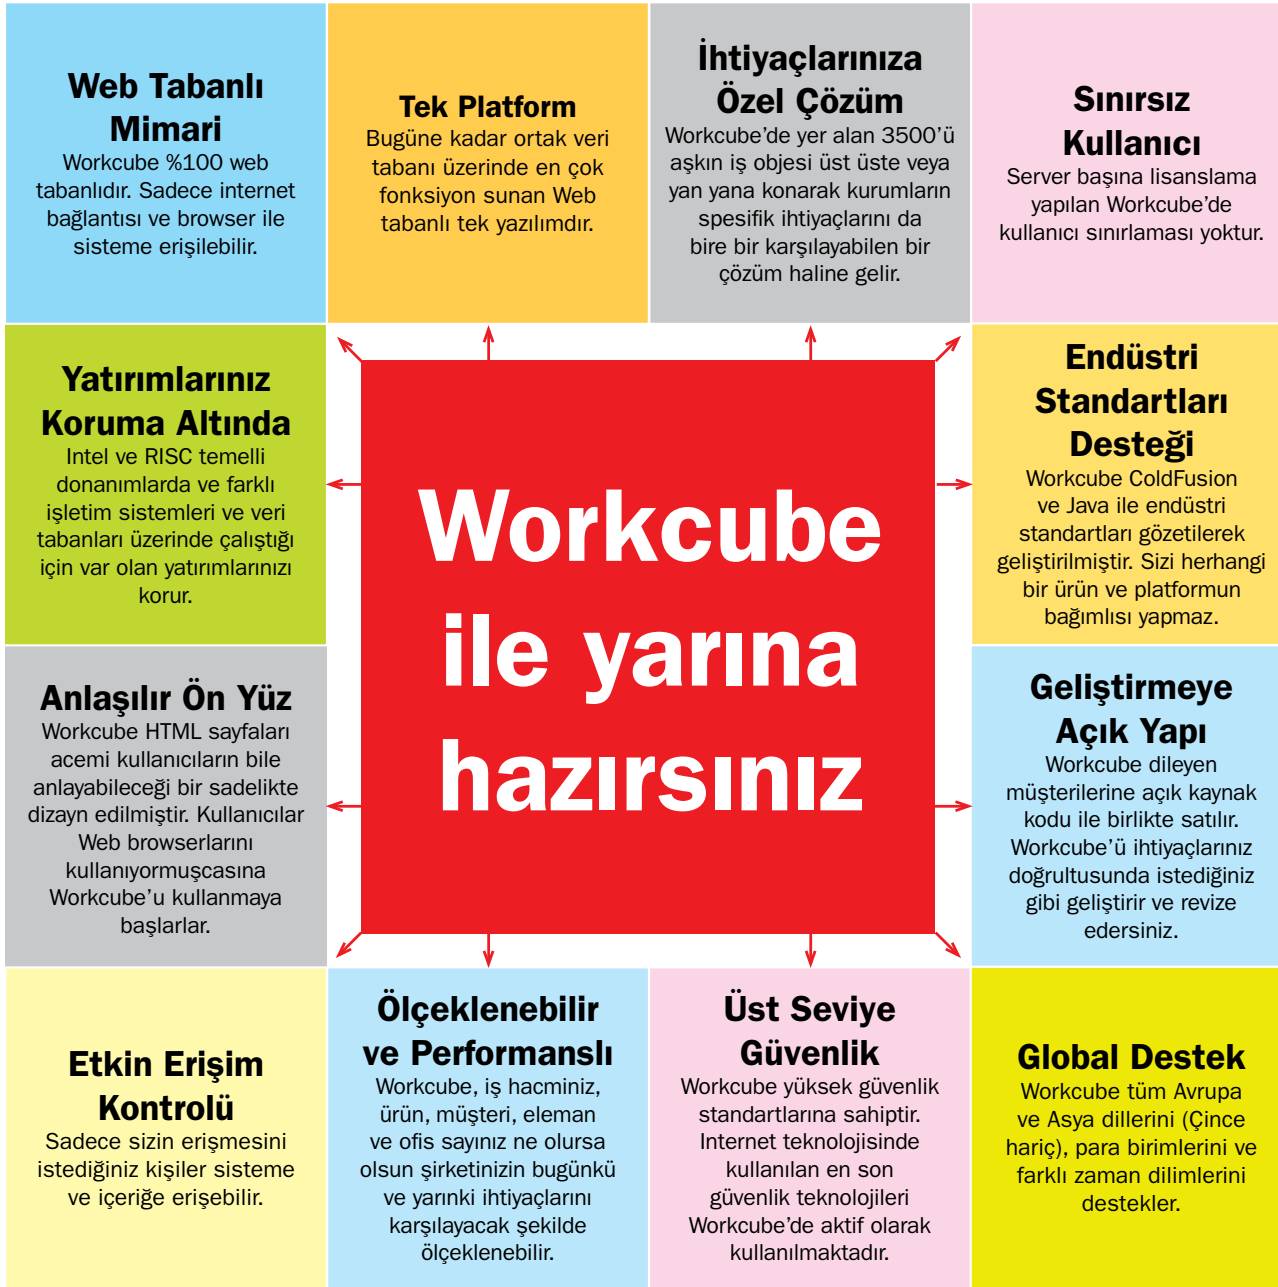 Web Tabanlı
Mimari
Workcube %100 web
tabanlıdır. Sadece internet
bağlantısı ve browser ile
sisteme erişilebilir.
Tek Platform
Bugüne kadar ortak veri
tabanı üzerinde en çok
fonksiyon sunan Web
tabanlı tek yazılımdır.
İhtiyaçlarınıza
Özel Çözüm
Workcube’de yer alan 3500’ü
aşkın iş objesi üst üste veya
yan yana konarak kurumların
spesifik ihtiyaçlarını da
bire bir karşılayabilen bir
çözüm haline gelir.
Sınırsız
Kullanıcı
Server başına lisanslama
yapılan Workcube’de
kullanıcı sınırlaması yoktur.
Yatırımlarınız
Koruma Altında
Intel ve RISC temelli
donanımlarda ve farklı
işletim sistemleri ve veri
tabanları üzerinde çalıştığı
için var olan yatırımlarınızı
korur.
Workcube
ile yarına
hazırsınız
Endüstri
Standartları
Desteği
Workcube ColdFusion
ve Java ile endüstri
standartları gözetilerek
geliştirilmiştir. Sizi herhangi
bir ürün ve platformun
bağımlısı yapmaz.
Anlaşılır Ön Yüz
Workcube HTML sayfaları
acemi kullanıcıların bile
anlayabileceği bir sadelikte
dizayn edilmiştir. Kullanıcılar
Web browserlarını
kullanıyormuşcasına
Workcube’u kullanmaya
başlarlar.
Geliştirmeye
Açık Yapı
Workcube dileyen
müşterilerine açık kaynak
kodu ile birlikte satılır.
Workcube’ü ihtiyaçlarınız
doğrultusunda istediğiniz
gibi geliştirir ve revize
edersiniz.
Etkin Erişim
Kontrolü
Sadece sizin erişmesini
istediğiniz kişiler sisteme
ve içeriğe erişebilir.
Ölçeklenebilir
ve Performanslı
Workcube, iş hacminiz,
ürün, müşteri, eleman
ve ofis sayınız ne olursa
olsun şirketinizin bugünkü
ve yarınki ihtiyaçlarını
karşılayacak şekilde
ölçeklenebilir.
Üst Seviye
Güvenlik
Workcube yüksek güvenlik
standartlarına sahiptir.
Internet teknolojisinde
kullanılan en son
güvenlik teknolojileri
Workcube’de aktif olarak
kullanılmaktadır.
Global Destek
Workcube tüm Avrupa
ve Asya dillerini (Çince
hariç), para birimlerini ve
farklı zaman dilimlerini
destekler.